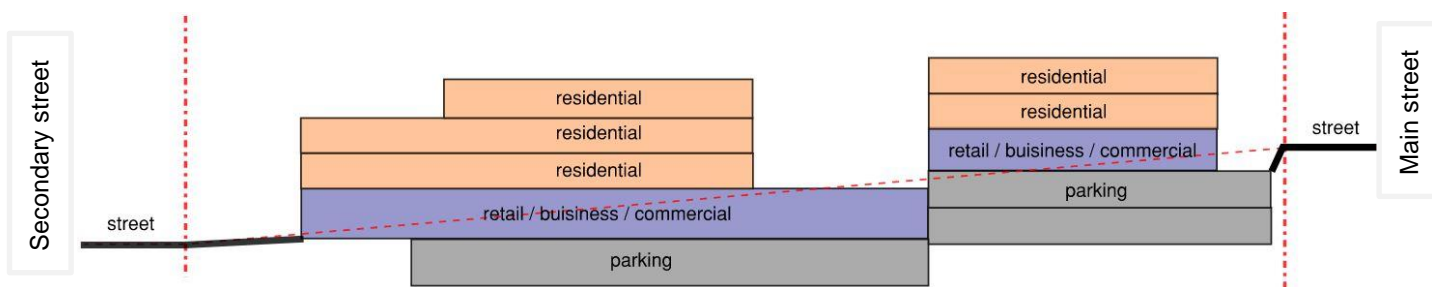 Secondary street
street
residential
residential
residential
retail / buisiness / commercial
parking
residential
residential
retail / buisiness / commercial
parking
street
Main street